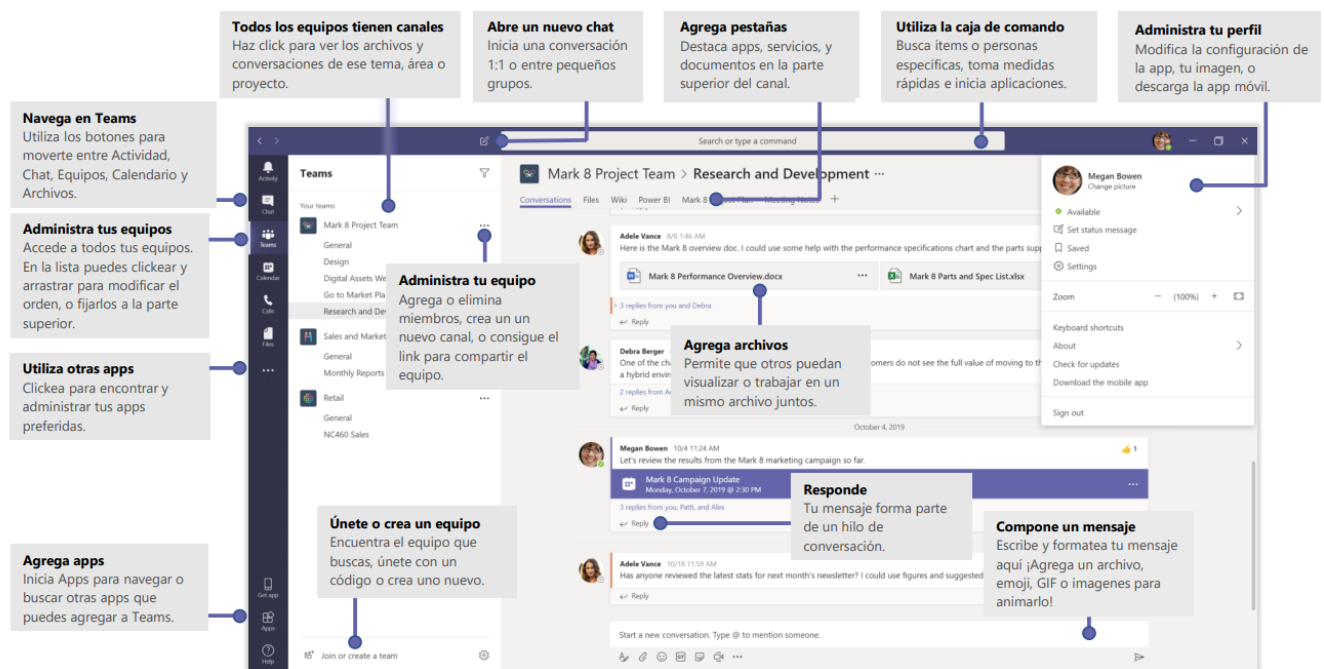 Todos los equipos tienen canales
Haz click para ver los archivos y
conversaciones de ese tema, área o
proyecto.
Abre un nuevo chat
Inicia una conversación
1:1 o entre pequeños
grupos.
Agrega pestañas
Destaca apps, servicios, y
documentos en la parte
superior del canal.
Utiliza la caja de comando
Busca items o personas
específicas, toma medidas
rápidas e inicia aplicaciones.
Administra tu perfil
Modifica la configuración de
la app, tu imagen, o
descarga la app móvil.
Navega en Teams
Utiliza los botones para
moverte entre Actividad,
Chat, Equipos, Calendario y
Archivos.
Administra tus equipos
Accede a todos tus equipos.
En la lista puedes clickear y
arrastrar para modificar el
orden, o fijarlos a la parte
superior.
Utiliza otras apps
Clickea para encontrar y
administrar tus apps
preferidas.
Agrega apps
Inicia Apps para navegar o
buscar otras apps que
puedes agregar a Teams.
Search or type a command
Activity
Chat
Teams
Calendar
Calls
Files
Get app
Apps
Help
Teams
Your teams
Mark 8 Project Team
General
Design
Digital Assets We
Go to Market Pla
Research and De
Sales and Market
General
Monthly Reports
Retail
General
NC460 Sales
Administra tu equipo
Agrega o elimina
miembros, crea un un
nuevo canal, o consigue el
link para compartir el
equipo.
Únete o crea un equipo
Encuentra el equipo que
buscas, únete con un
código o crea uno nuevo.
Join or create a team
Mark 8 Project Team > Research and Development
Conversations Files Wiki Power BI Mark 8 Plan Meeting Notes +
Adele Vance 8/8 1:46 AM
Here is the Mark 8 overview doc. I could use some help with the performance specifications chart and the parts sup
Mark 8 Performance Overview.docx
Mark 8 Parts and Spec List.xlsx
3 replies from you and Debra
Reply
Agrega archivos
Permite que otros puedan
visualizar o trabajar en un
mismo archivo juntos.
Debra Berger
One of the cha
omers do not see the full value of moving to th
a hybrid envir
2 replies from A
Reply
October 4, 2019
Megan Bowen 10/4 11:24 AM
1
Let's review the results from the Mark 8 marketing campaign so far.
Mark 8 Campaign Update
Monday, October 7, 2019 @ 2:30 PM
3 replies from you, Patti, and Alex
Reply
Responde
Tu mensaje forma parte
de un hilo de
conversación.
Adele Vance 10/18 11:59 AM
Has anyone reviewed the latest stats for next month's newsletter? I could use figures and suggested
Reply
Compone un mensaje
Escribe y formatea tu mensaje
aquí ¡Agrega un archivo,
emoji, GIF o imagenes para
animarlo!
Start a new conversation. Type @ to mention someone.
Megan Bowen
Change picture
Available
Set status message
Saved
Settings
Zoom - (100%) +
Keyboard shortcuts
About
Check for updates
Download the mobile app
Sign out